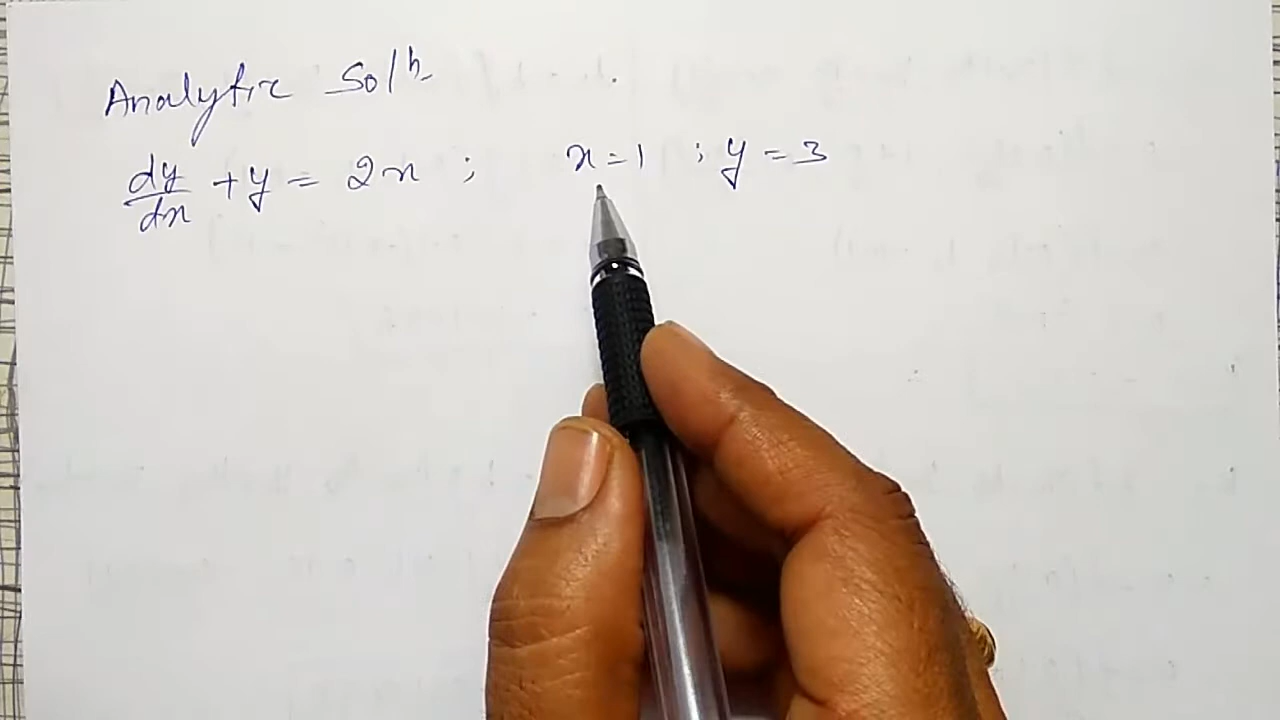 Analytic Solⁿ
dy/dx + y = 2x ; x = 1 ; y = 3